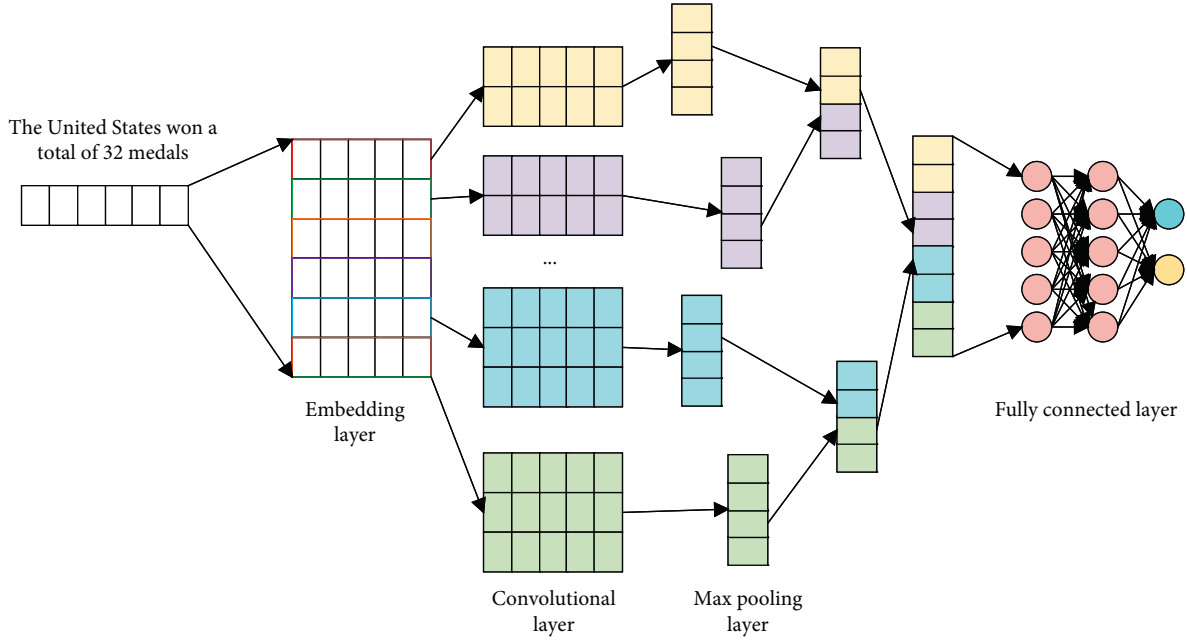 The United States won a
total of 32 medals
...
Embedding
layer
Fully connected layer
Convolutional
layer
Max pooling
layer